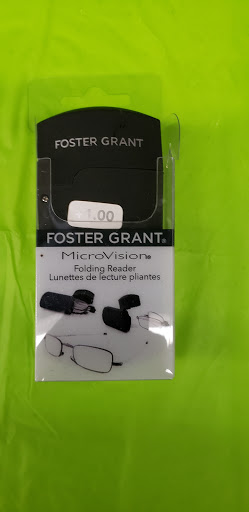 FOSTER GRANT
+1.00
FOSTER GRANT®
MicroVision®
Folding Reader
Lunettes de lecture pliantes